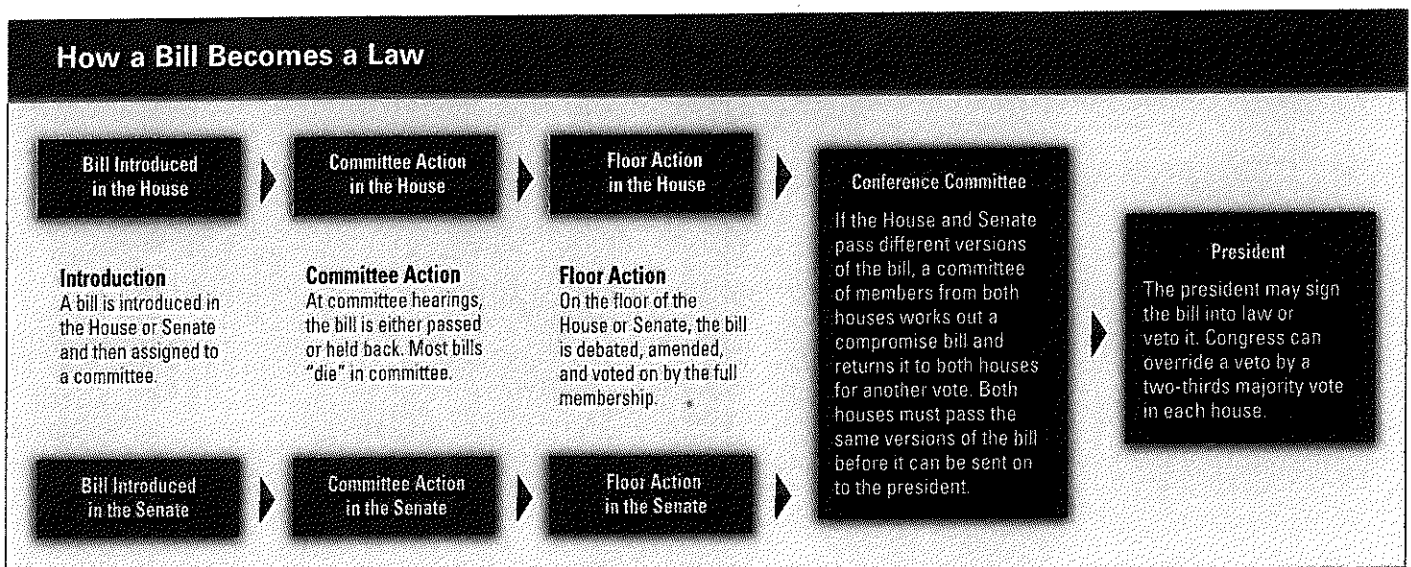 How a Bill Becomes a Law
Bill Introduced
in the House
Committee Action
in the House
Floor Action
in the House
Introduction
A bill is introduced in
the House or Senate
and then assigned to
a committee.
Committee Action
At committee hearings,
the bill is either passed
or held back. Most bills
“die” in committee.
Floor Action
On the floor of the
House or Senate, the bill
is debated, amended,
and voted on by the full
membership.
Bill Introduced
in the Senate
Committee Action
in the Senate
Floor Action
in the Senate
Conference Committee
If the House and Senate
pass different versions
of the bill, a committee
of members from both
houses works out a
compromise bill and
returns it to both houses
for another vote. Both
houses must pass the
same versions of the bill
before it can be sent on
to the president.
President
The president may sign
the bill into law or
veto it. Congress can
override a veto by a
two-thirds majority vote
in each house.